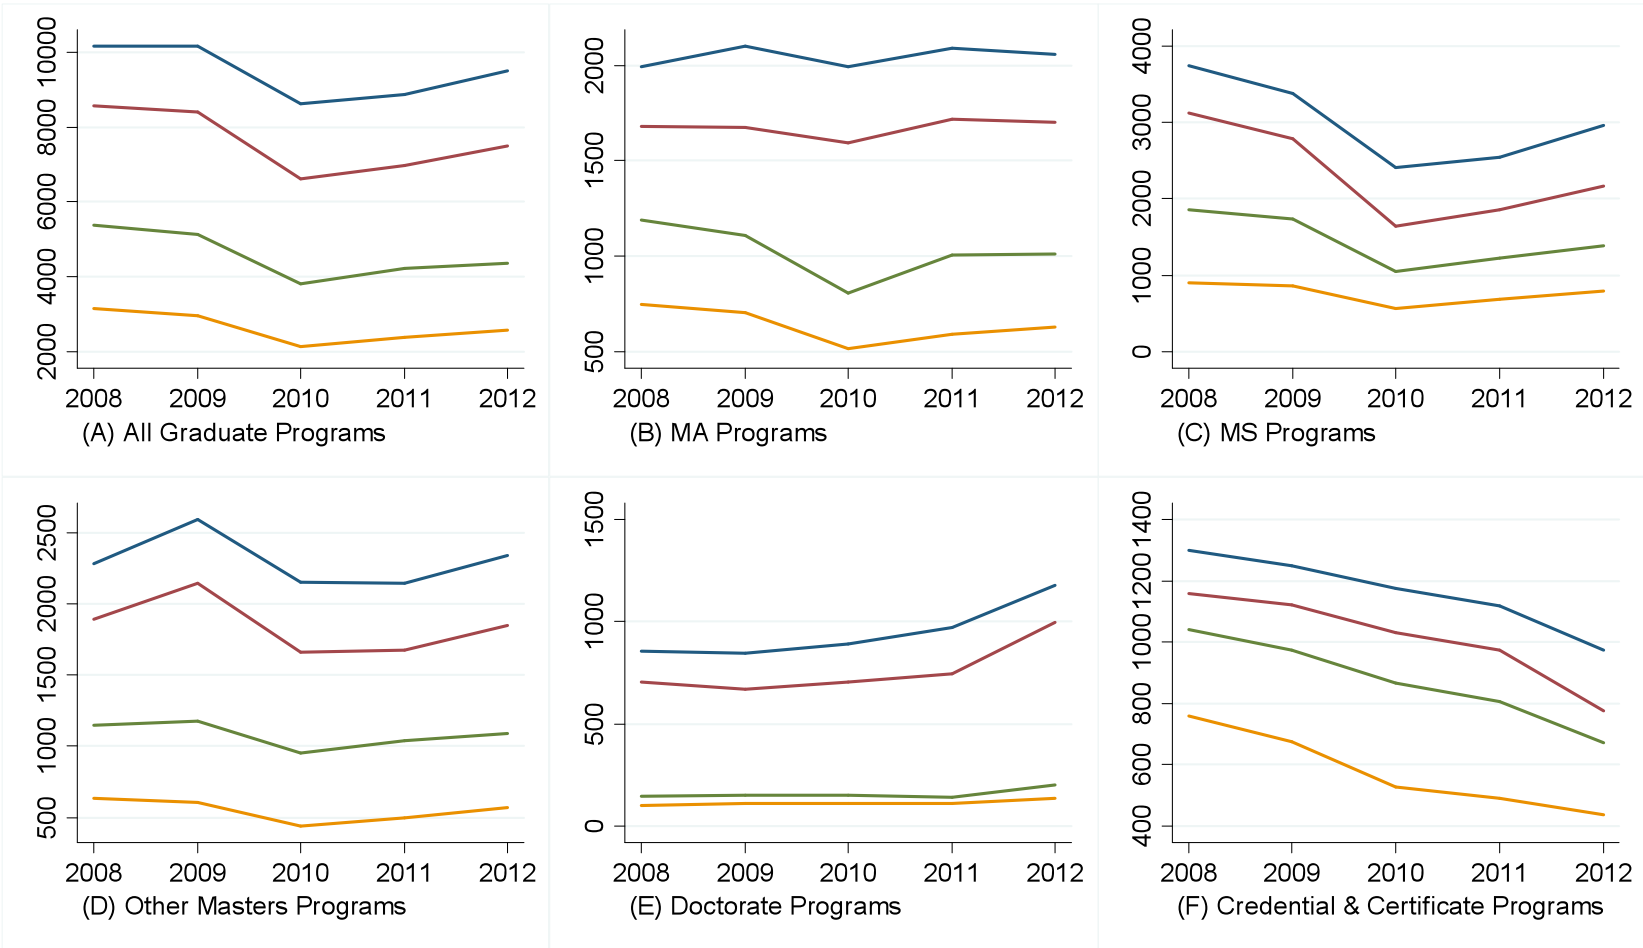 10000
8000
6000
4000
2000
2008 2009 2010 2011 2012
(A) All Graduate Programs
2000
1500
1000
500
2008 2009 2010 2011 2012
(B) MA Programs
4000
3000
2000
1000
0
2008 2009 2010 2011 2012
(C) MS Programs
2500
2000
1500
1000
500
2008 2009 2010 2011 2012
(D) Other Masters Programs
1500
1000
500
0
2008 2009 2010 2011 2012
(E) Doctorate Programs
1400
1200
1000
800
600
400
2008 2009 2010 2011 2012
(F) Credential & Certificate Programs